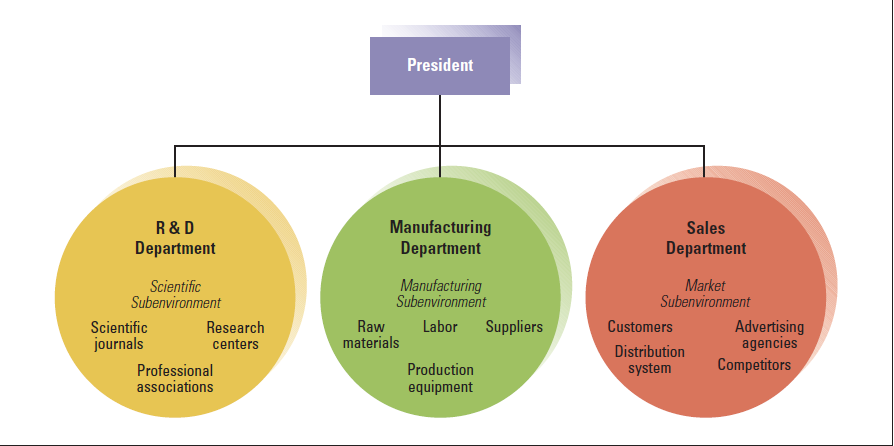 President
R & D
Department
Scientific
Subenvironment
Scientific
journals
Research
centers
Professional
associations
Manufacturing
Department
Manufacturing
Subenvironment
Raw
materials
Labor
Suppliers
Production
equipment
Sales
Department
Market
Subenvironment
Customers
Advertising
agencies
Distribution
system
Competitors